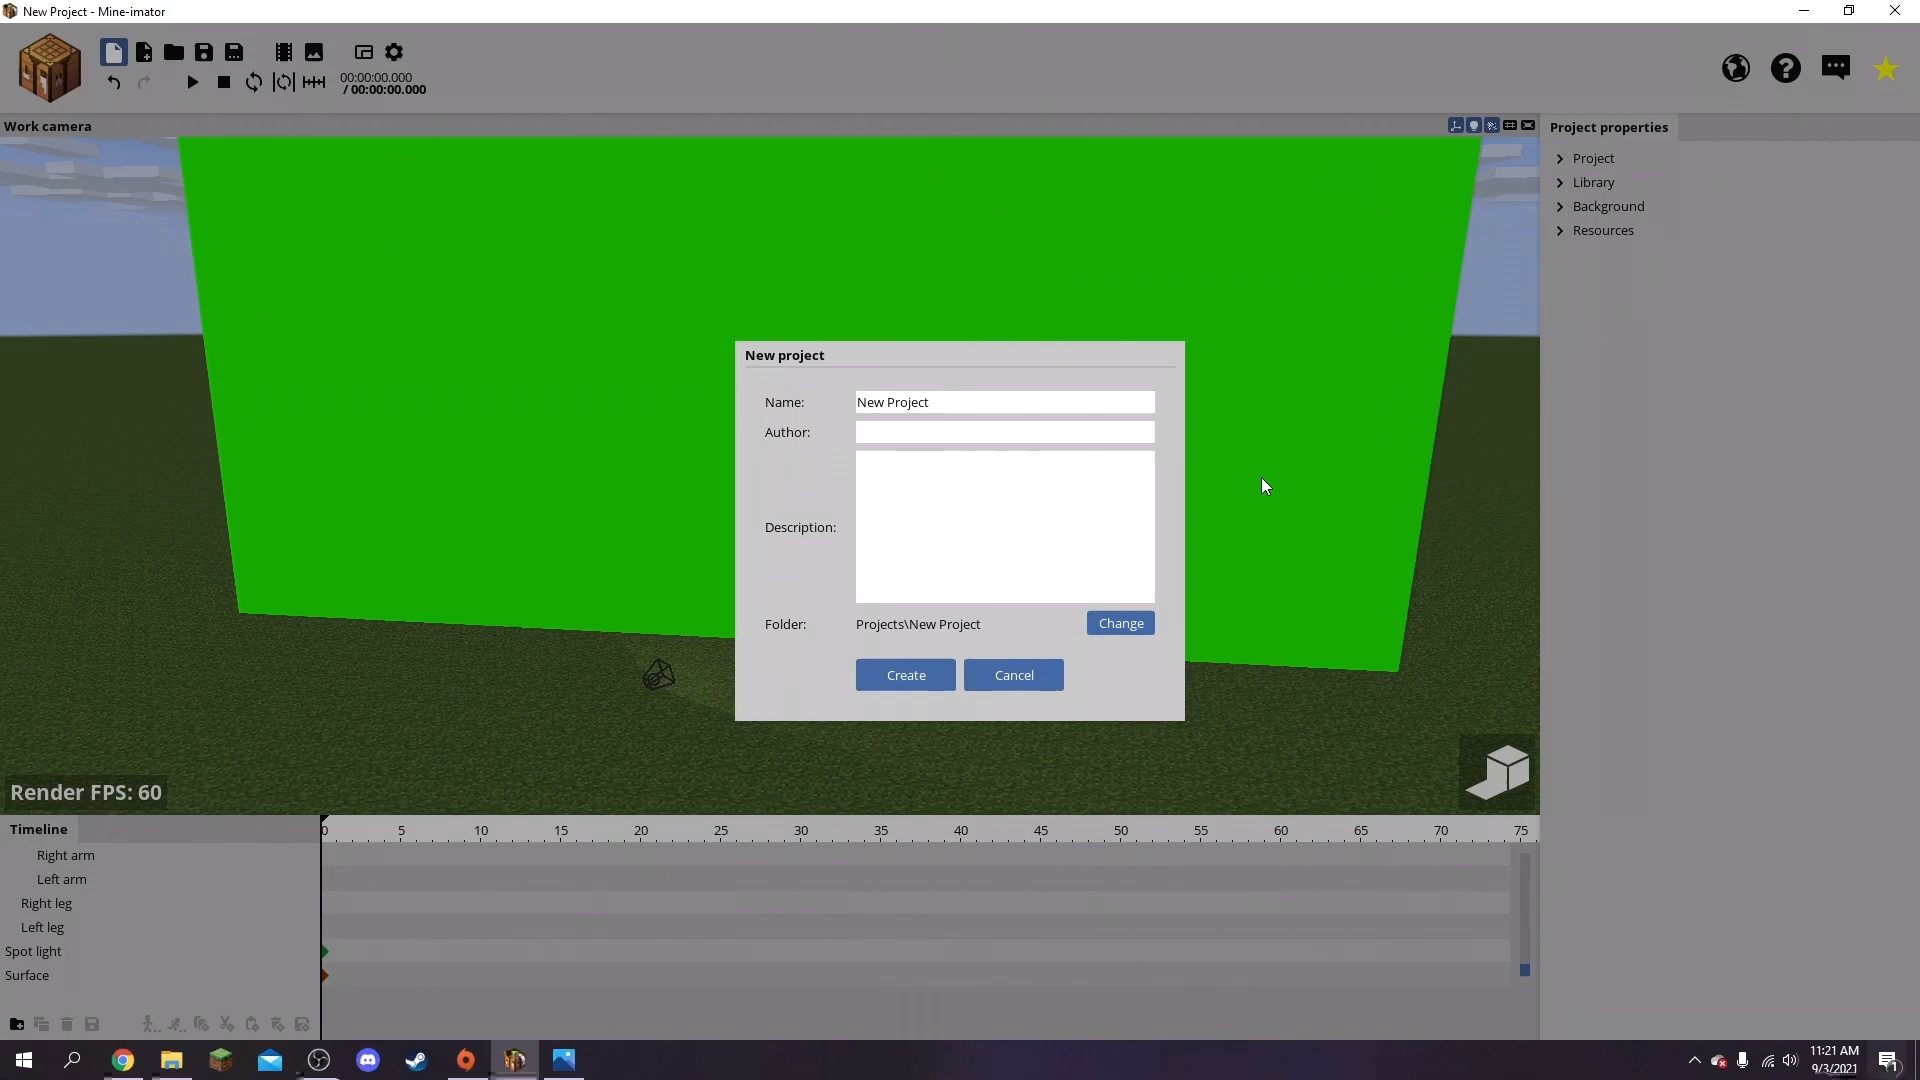 New Project - Mine-imator
00:00:00.000
/ 00:00:00.000
Work camera
Project properties
Project
Library
Background
Resources
New project
Name:
New Project
Author:
Description:
Folder:
Projects\New Project
Change
Create
Cancel
Render FPS: 60
Timeline
0 5 10 15 20 25 30 35 40 45 50 55 60 65 70 75
Right arm
Left arm
Right leg
Left leg
Spot light
Surface
11:21 AM
9/3/2021
1